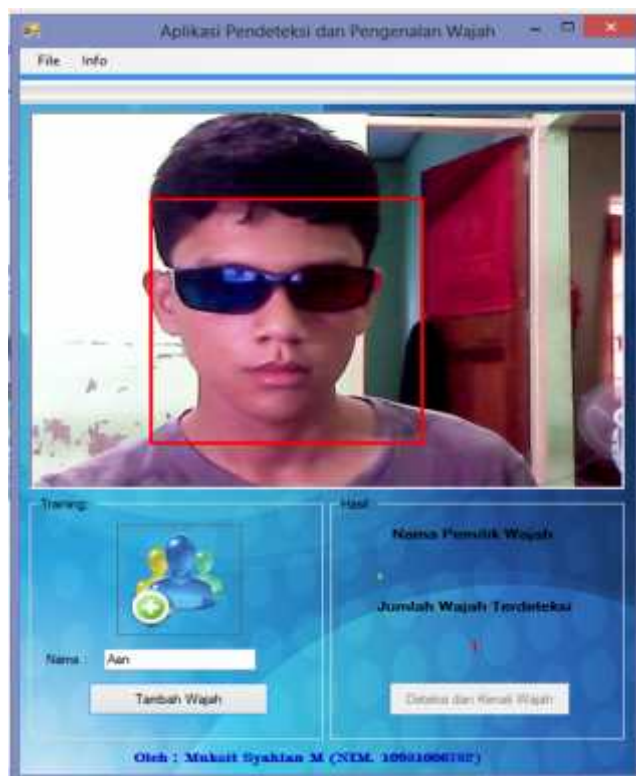 Aplikasi Pendeteksi dan Pengenalan Wajah
File Info
Training:
Nama : Aan
Tambah Wajah
Hasil:
Nama Pemilik Wajah
Jumlah Wajah Terdeteksi
Deteksi dan Kenali Wajah
Oleh : Muksit Syahlan M (NIM.